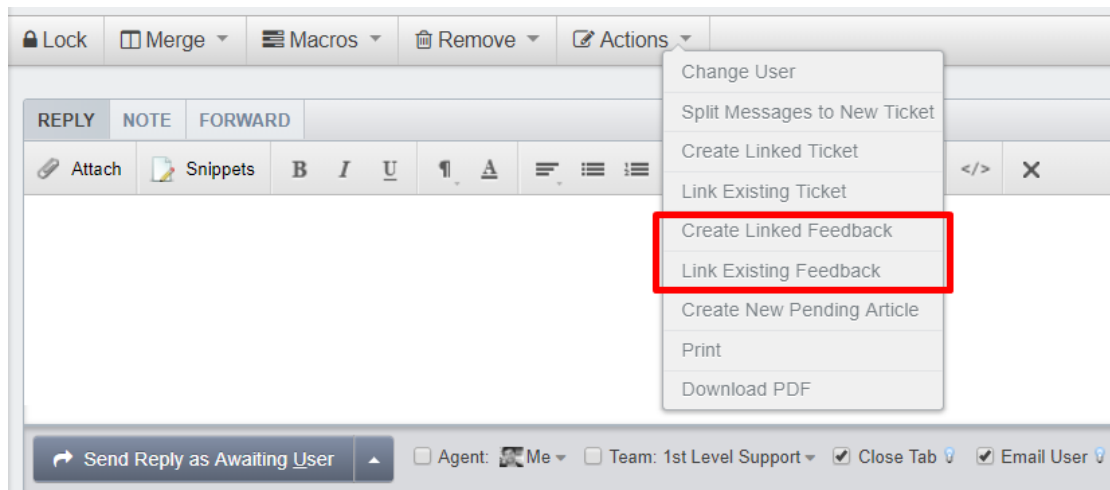 Lock Merge Macros Remove Actions
Change User
Split Messages to New Ticket
Create Linked Ticket
Link Existing Ticket
Create Linked Feedback
Link Existing Feedback
Create New Pending Article
Print
Download PDF
REPLY NOTE FORWARD
Attach Snippets B I U ¶ A </> X
Send Reply as Awaiting User Agent: Me Team: 1st Level Support Close Tab Email User